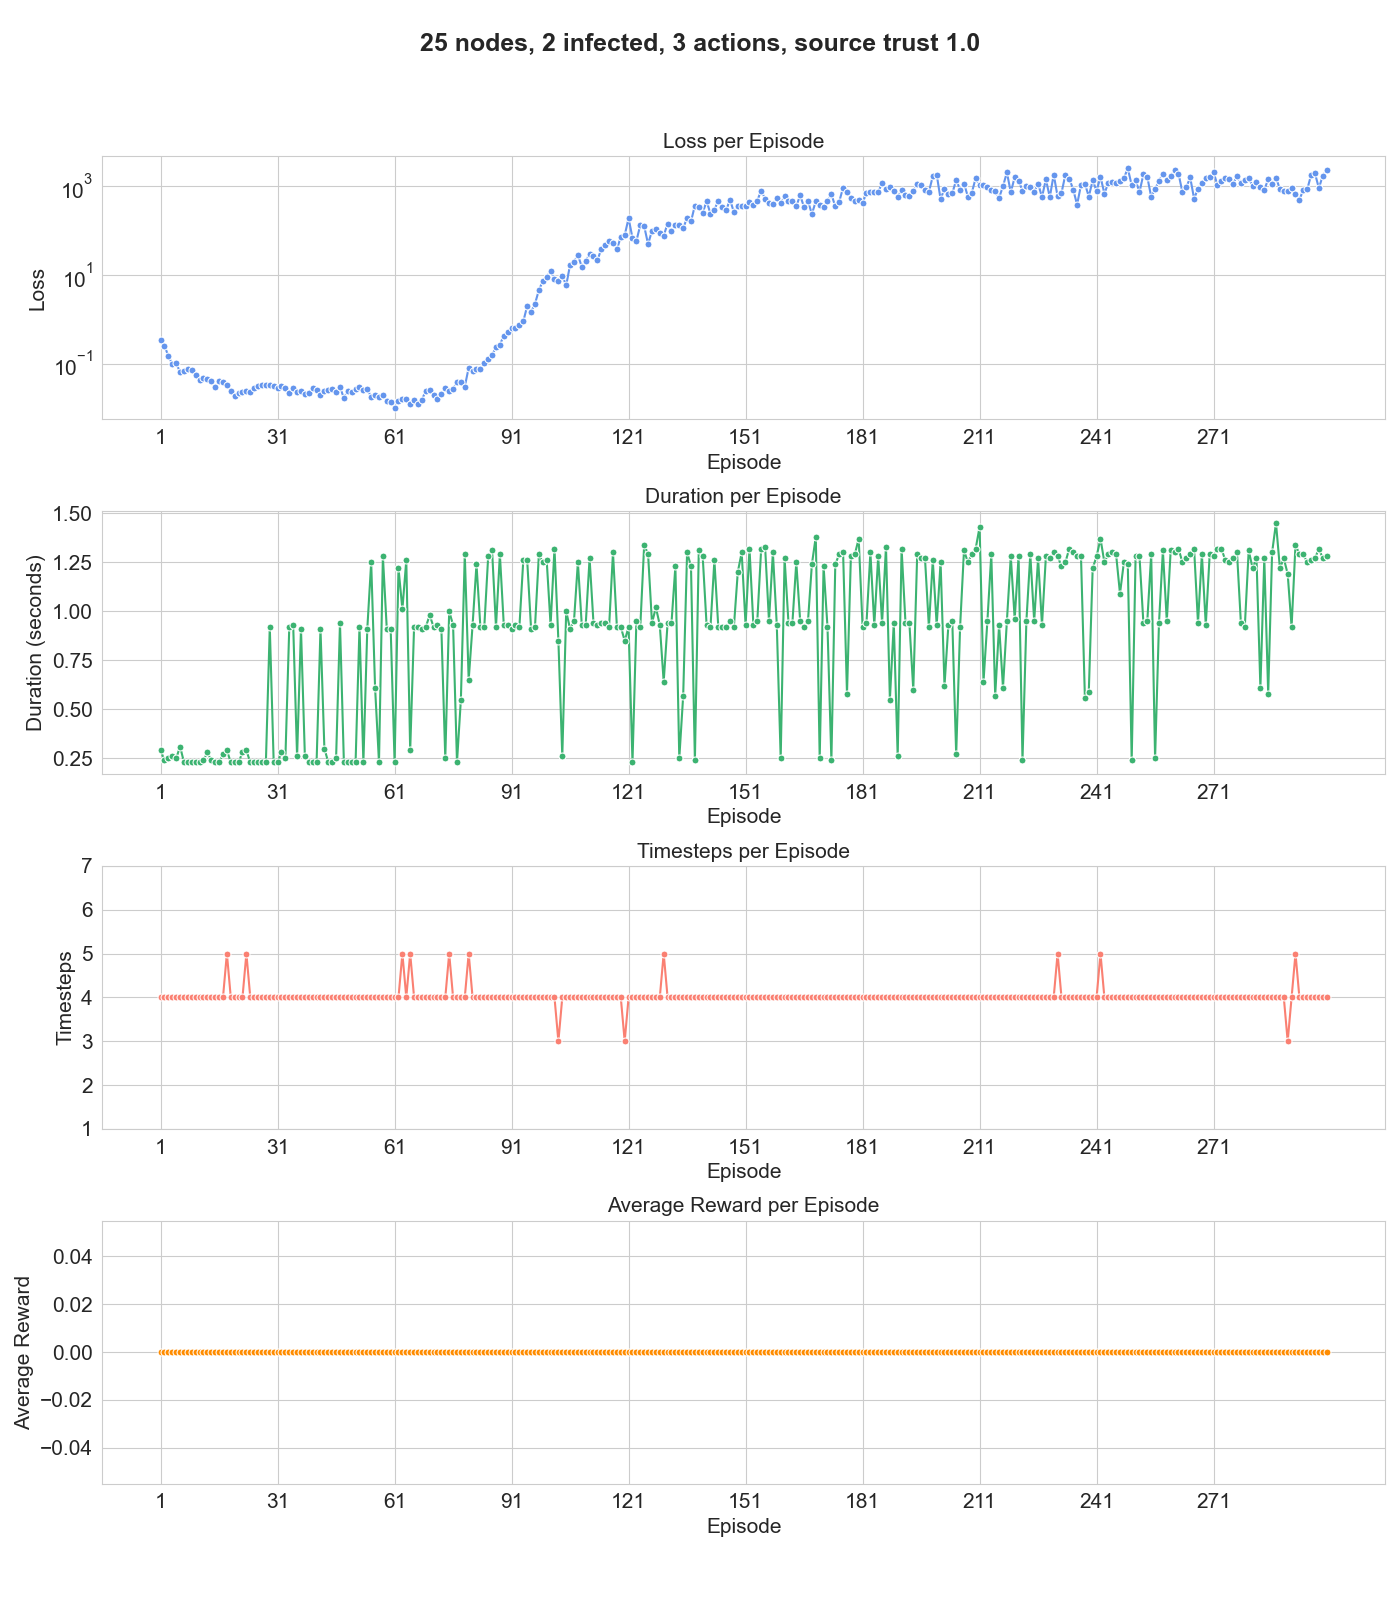 25 nodes, 2 infected, 3 actions, source trust 1.0
Loss per Episode
10^3
10^1
10^−1
Loss
1 31 61 91 121 151 181 211 241 271
Episode
Duration per Episode
1.50
1.25
1.00
0.75
0.50
0.25
Duration (seconds)
1 31 61 91 121 151 181 211 241 271
Episode
Timesteps per Episode
7
6
5
4
3
2
1
Timesteps
1 31 61 91 121 151 181 211 241 271
Episode
Average Reward per Episode
0.04
0.02
0.00
−0.02
−0.04
Average Reward
1 31 61 91 121 151 181 211 241 271
Episode